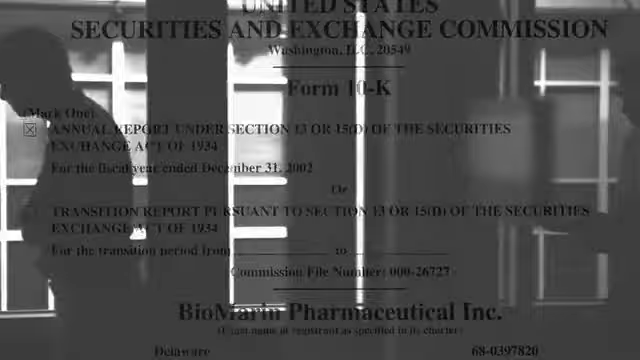 UNITED STATES
SECURITIES AND EXCHANGE COMMISSION
Washington, D.C. 20549
Form 10-K
(Mark One)
☒ ANNUAL REPORT UNDER SECTION 13 OR 15(D) OF THE SECURITIES
EXCHANGE ACT OF 1934
For the fiscal year ended December 31, 2002
Or
TRANSITION REPORT PURSUANT TO SECTION 13 OR 15(D) OF THE SECURITIES
EXCHANGE ACT OF 1934
For the transition period from to
Commission File Number: 000-26727
BioMarin Pharmaceutical Inc.
(Exact name of registrant as specified in its charter)
Delaware 68-0397820